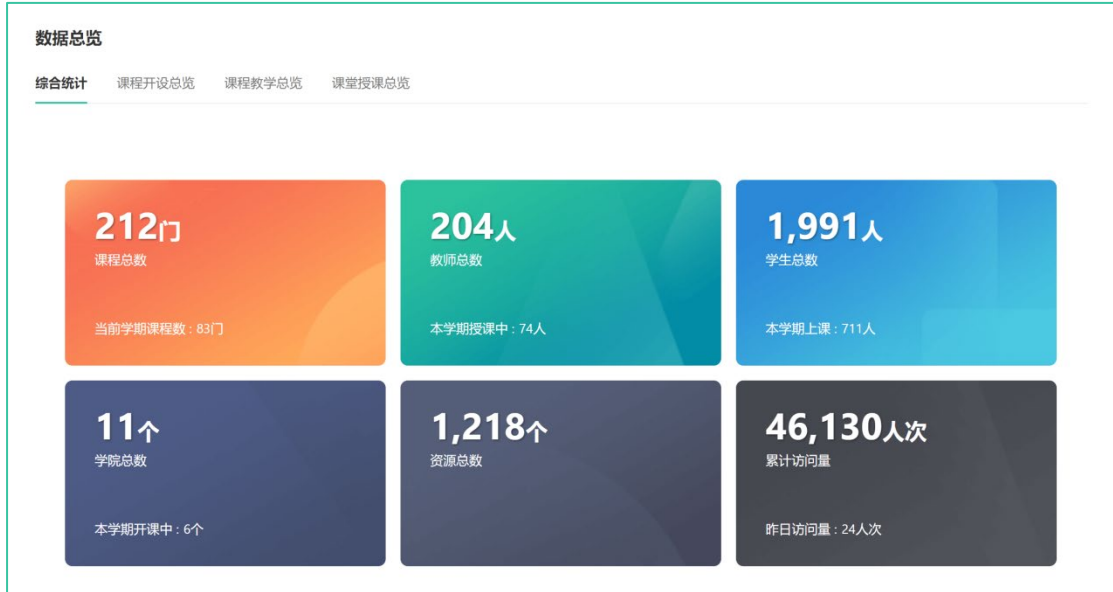 数据总览
综合统计 课程开设总览 课程教学总览 课堂授课总览
212门
课程总数
当前学期课程数 : 83门
204人
教师总数
本学期授课中 : 74人
1,991人
学生总数
本学期上课 : 711人
11个
学院总数
本学期开课中 : 6个
1,218个
资源总数
46,130人次
累计访问量
昨日访问量 : 24人次